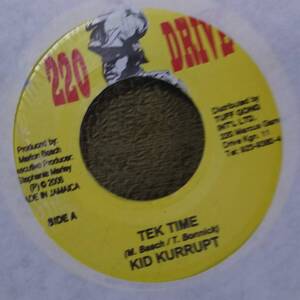 220 DRIVE
Produced by:
Merlon Beach
Executive Producer:
Stephanie Marley
(P) © 2006
MADE IN JAMAICA
SIDE A
Distributed by
TUFF GONG
INT'L LTD.
220 Marcus Garvey
Drive Kgn. 11
TEK TIME
(M. Beach / T. Bonnick)
KID KURRUPT